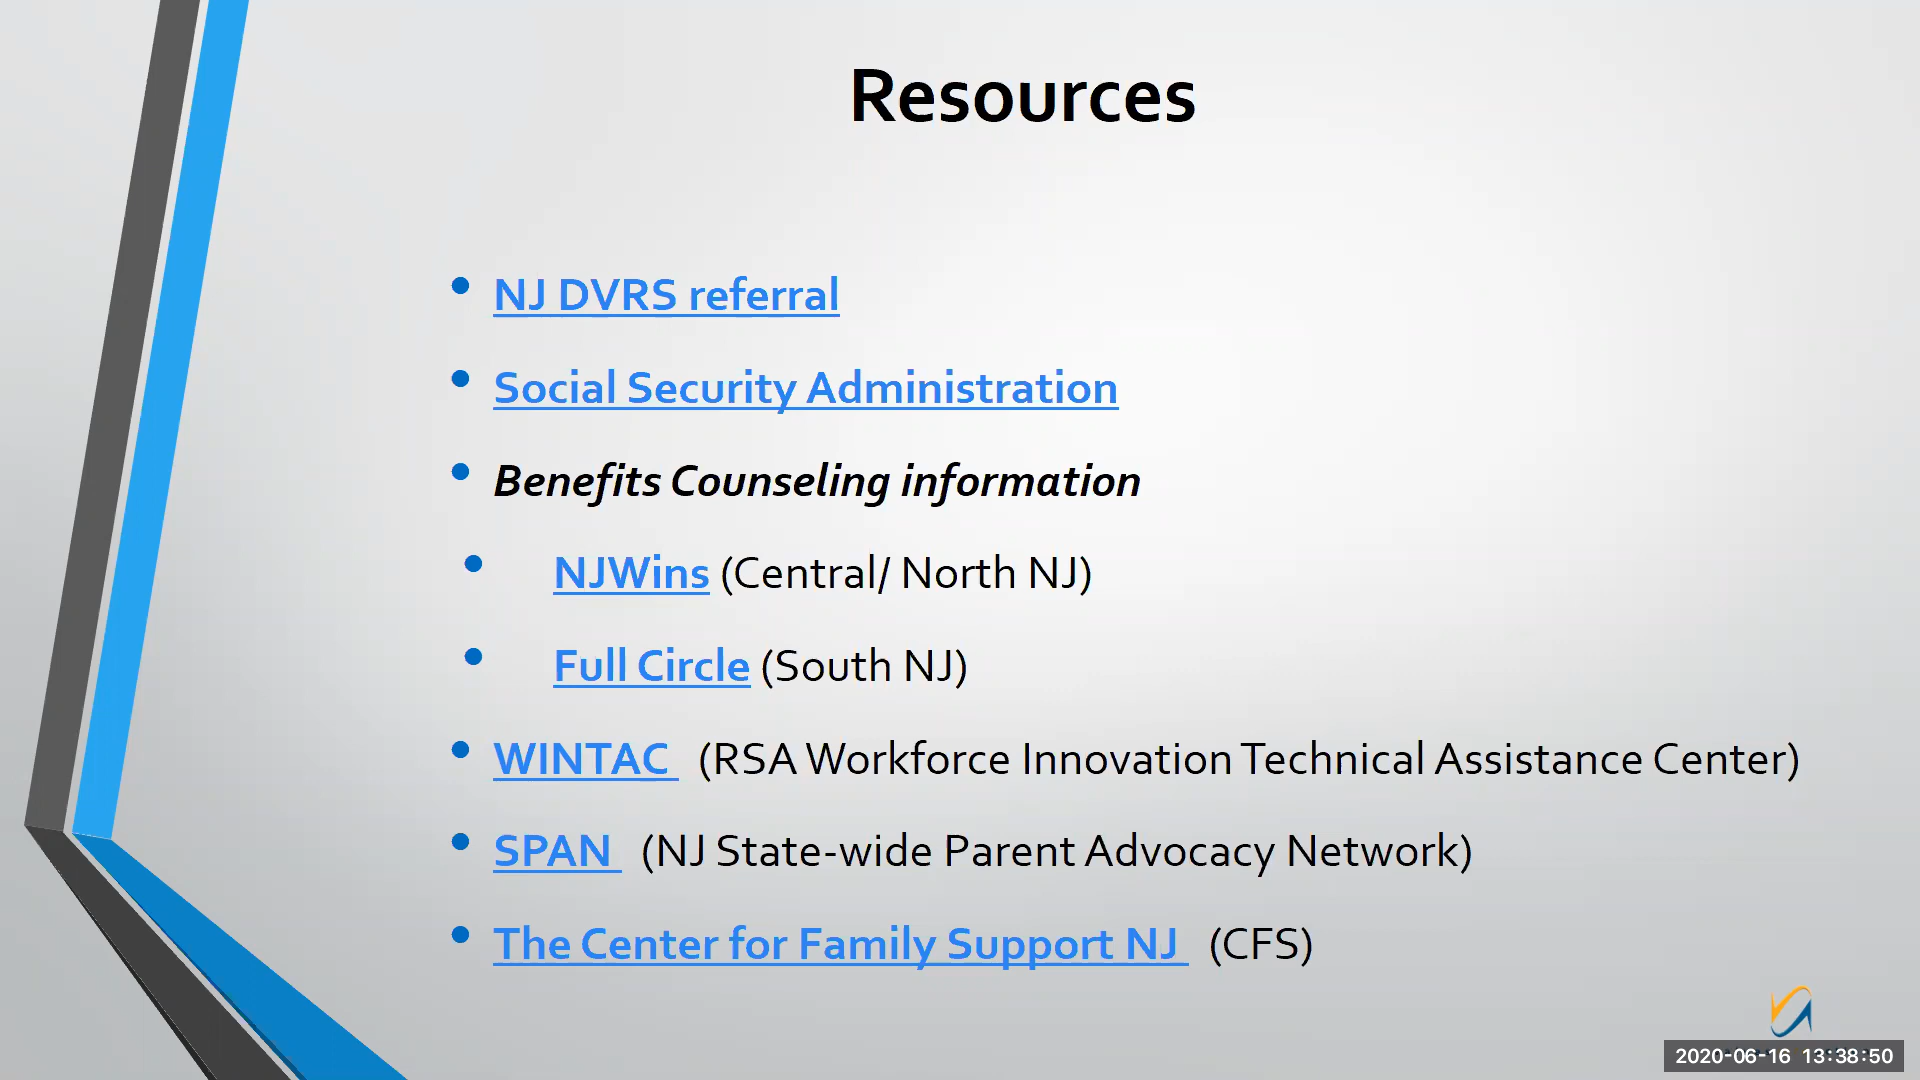 Resources
• NJ DVRS referral
• Social Security Administration
• Benefits Counseling information
• NJWins (Central/ North NJ)
• Full Circle (South NJ)
• WINTAC (RSA Workforce Innovation Technical Assistance Center)
• SPAN (NJ State-wide Parent Advocacy Network)
• The Center for Family Support NJ (CFS)
2020-06-16 13:38:50